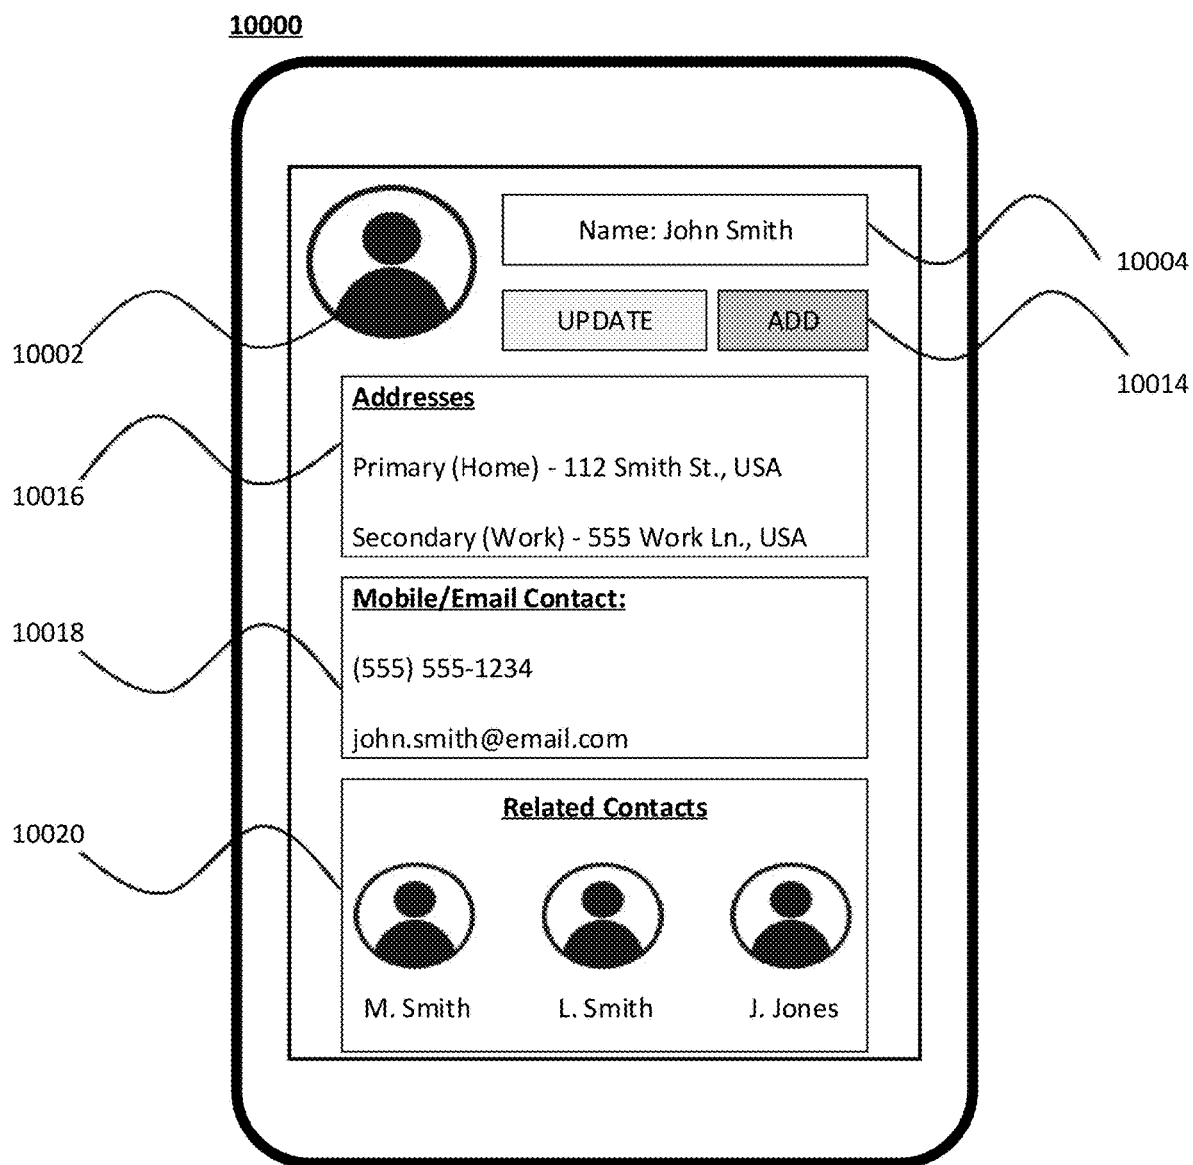 10000
Name: John Smith
10004
UPDATE
ADD
10002
10014
Addresses
10016
Primary (Home) - 112 Smith St., USA
Secondary (Work) - 555 Work Ln., USA
Mobile/Email Contact:
10018
(555) 555-1234
john.smith@email.com
Related Contacts
10020
M. Smith
L. Smith
J. Jones